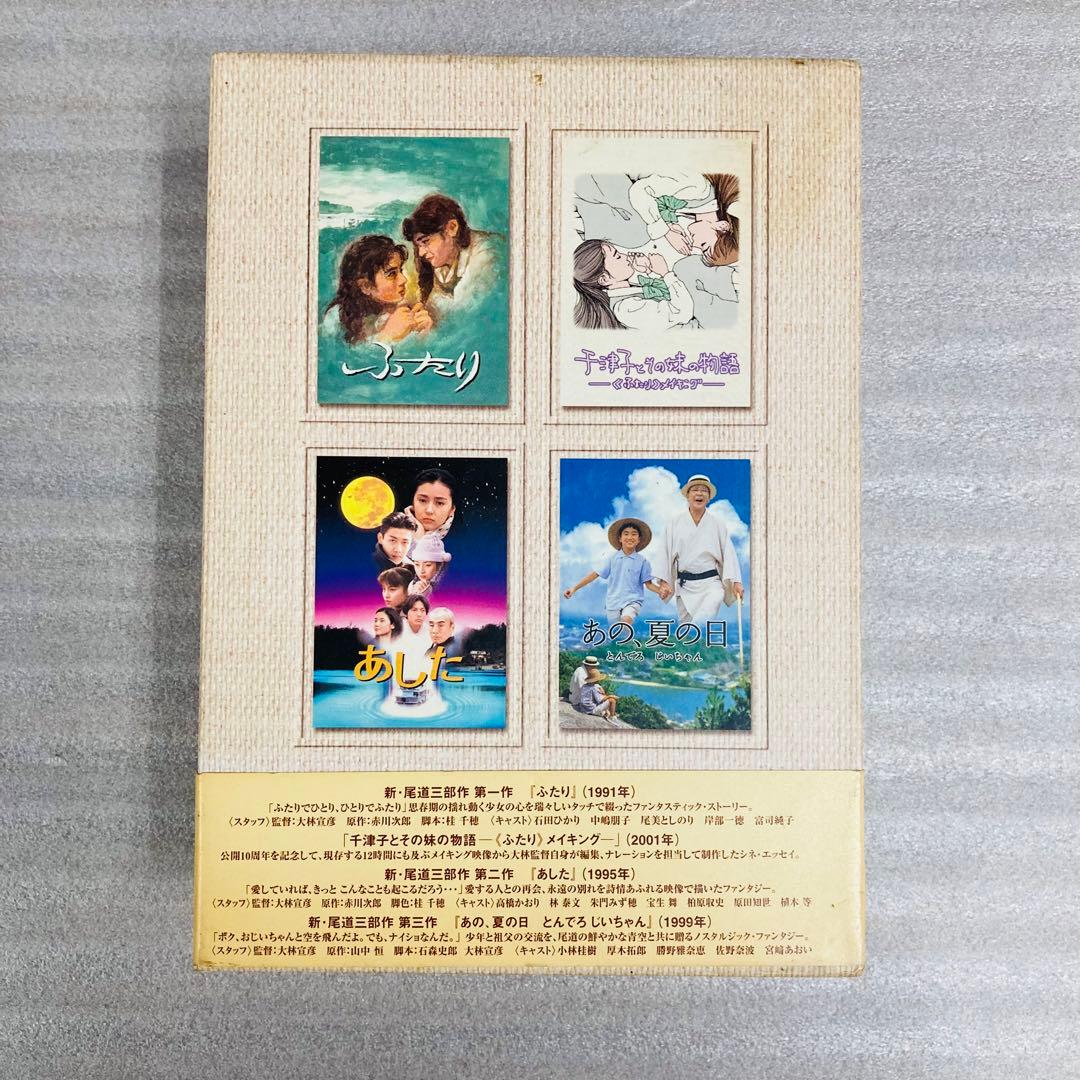 ふたり
千津子とその妹の物語
―《ふたり》メイキング―
あした
あの、夏の日
とんでろ じいちゃん
新・尾道三部作 第一作 『ふたり』(1991年)
「ふたりでひとり、ひとりでふたり」思春期の揺れ動く少女の心を瑞々しいタッチで綴ったファンタスティック・ストーリー。
〈スタッフ〉監督：大林宣彦 原作：赤川次郎 脚本：桂 千穂 〈キャスト〉石田ひかり 中嶋朋子 尾美としのり 岸部一徳 富司純子
「千津子とその妹の物語―《ふたり》メイキング―」(2001年)
公開10周年を記念して、現存する12時間にも及ぶメイキング映像から大林監督自身が編集、ナレーションを担当して制作したシネ・エッセイ。
新・尾道三部作 第二作 『あした』(1995年)
「愛していれば、きっと こんなことも起こるだろう・・・」愛する人との再会、永遠の別れを詩情あふれる映像で描いたファンタジー。
〈スタッフ〉監督：大林宣彦 原作：赤川次郎 脚色：桂 千穂 〈キャスト〉高橋かおり 林 泰文 朱門みず穂 宝生 舞 柏原収史 原田知世 植木 等
新・尾道三部作 第三作 『あの、夏の日 とんでろ じいちゃん』(1999年)
「ボク、おじいちゃんと空を飛んだよ。でも、ナイショなんだ。」少年と祖父の交流を、尾道の鮮やかな青空と共に贈るノスタルジック・ファンタジー。
〈スタッフ〉監督：大林宣彦 原作：山中 恒 脚本：石森史郎 大林宣彦 〈キャスト〉小林桂樹 厚木拓郎 勝野雅奈恵 佐野奈波 宮﨑あおい